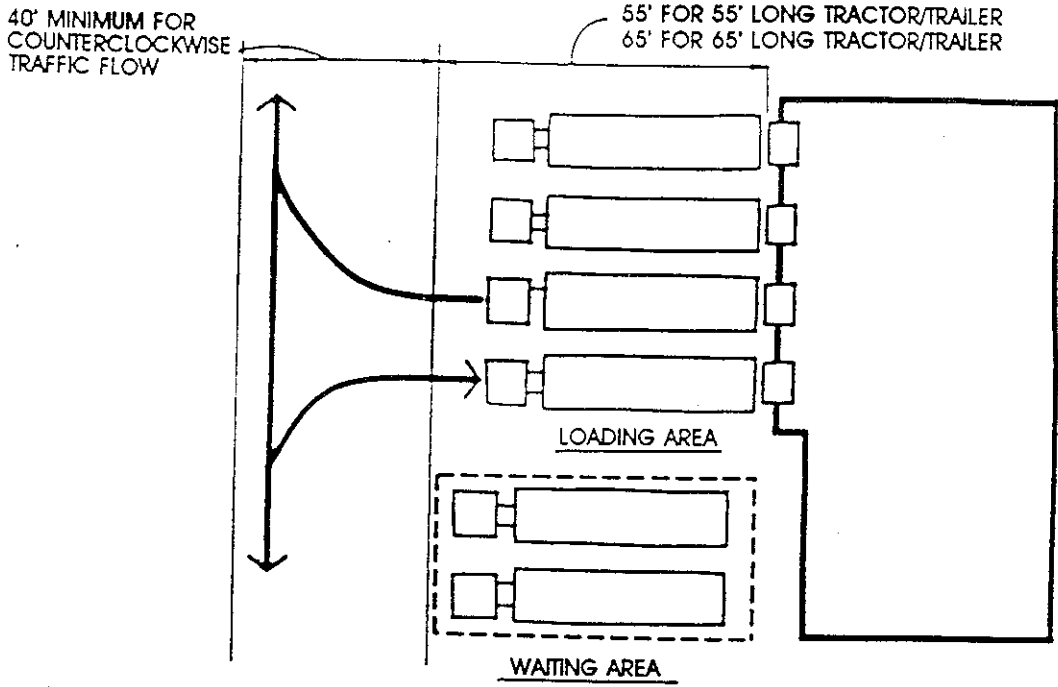 40' MINIMUM FOR
COUNTERCLOCKWISE
TRAFFIC FLOW
55' FOR 55' LONG TRACTOR/TRAILER
65' FOR 65' LONG TRACTOR/TRAILER
LOADING AREA
WAITING AREA